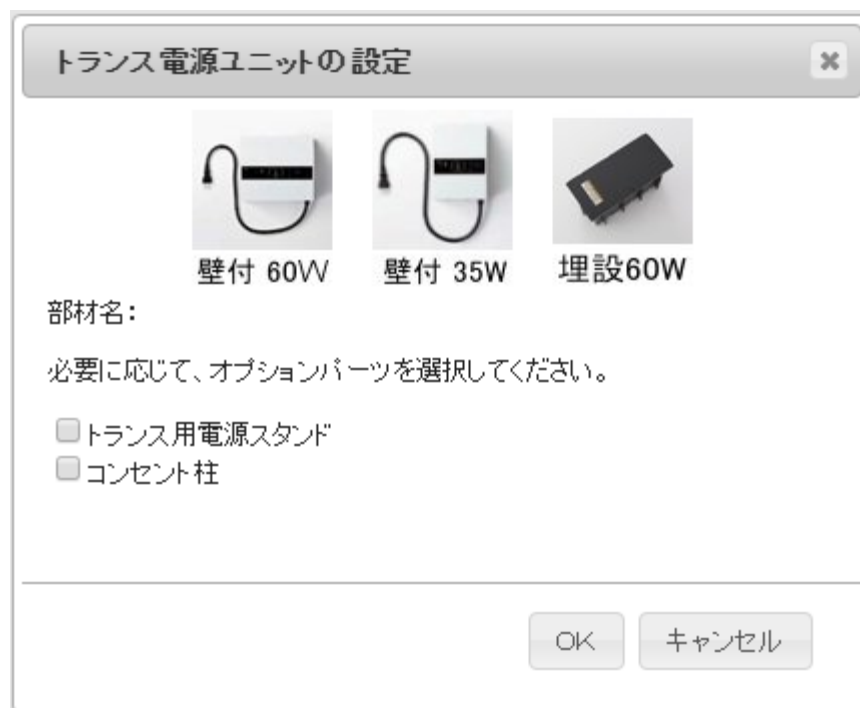 トランス電源ユニットの設定
壁付 60W 壁付 35W 埋設60W
部材名：
必要に応じて、オプションパーツを選択してください。
トランス用電源スタンド
コンセント柱
OK キャンセル